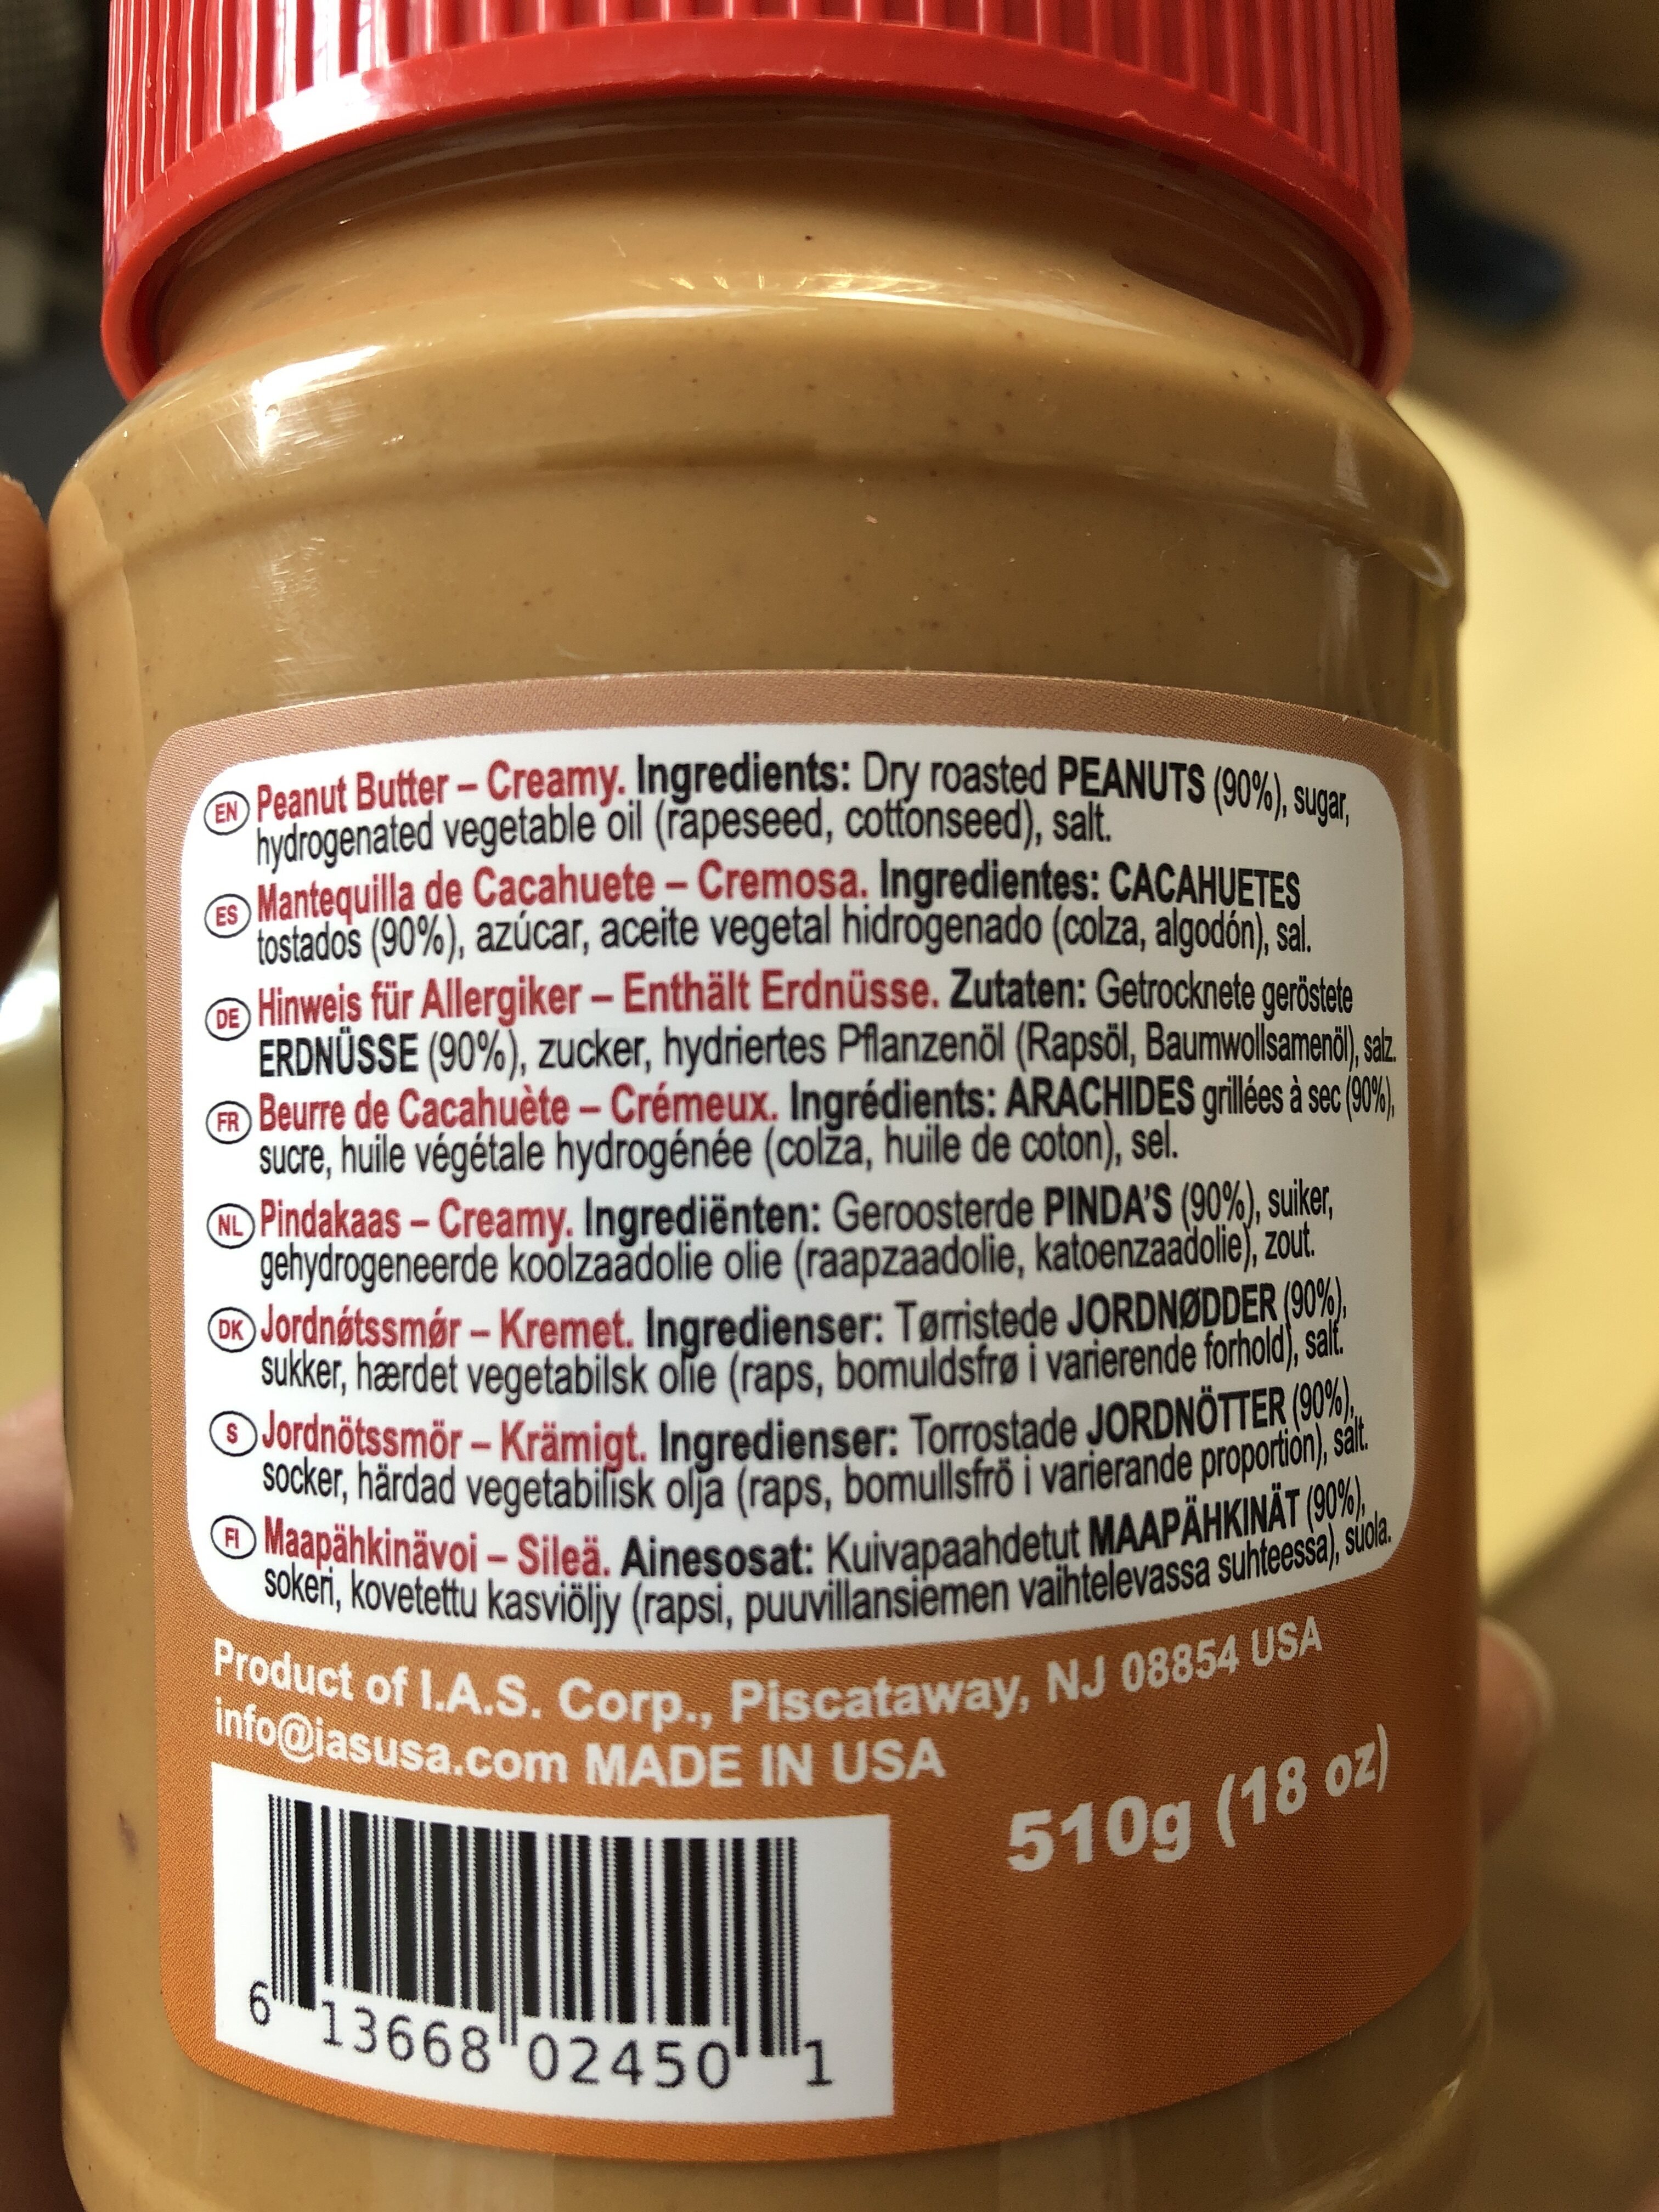 EN Peanut Butter – Creamy. Ingredients: Dry roasted PEANUTS (90%), sugar,
hydrogenated vegetable oil (rapeseed, cottonseed), salt.
ES Mantequilla de Cacahuete – Cremosa. Ingredientes: CACAHUETES
tostados (90%), azúcar, aceite vegetal hidrogenado (colza, algodón), sal.
DE Hinweis für Allergiker – Enthält Erdnüsse. Zutaten: Getrocknete geröstete
ERDNÜSSE (90%), zucker, hydriertes Pflanzenöl (Rapsöl, Baumwollsamenöl), salz.
FR Beurre de Cacahuète – Crémeux. Ingrédients: ARACHIDES grillées à sec (90%),
sucre, huile végétale hydrogénée (colza, huile de coton), sel.
NL Pindakaas – Creamy. Ingrediënten: Geroosterde PINDA'S (90%), suiker,
gehydrogeneerde koolzaadolie olie (raapzaadolie, katoenzaadolie), zout.
DK Jordnǿtssmǿr – Kremet. Ingredienser: Tørristede JORDNØDDER (90%),
sukker, hærdet vegetabilsk olie (raps, bomuldsfrø i varierende forhold), salt.
S Jordnötssmör – Krämigt. Ingredienser: Torrostade JORDNÖTTER (90%),
socker, härdad vegetabilisk olja (raps, bomullsfrö i varierande proportion), salt.
FI Maapähkinävoi – Sileä. Ainesosat: Kuivapaahdetut MAAPÄHKINÄT (90%),
sokeri, kovetettu kasviöljy (rapsi, puuvillansiemen vaihtelevassa suhteessa), suola.
Product of I.A.S. Corp., Piscataway, NJ 08854 USA
info@iasusa.com MADE IN USA
510g (18 oz)
6 13668 02450 1